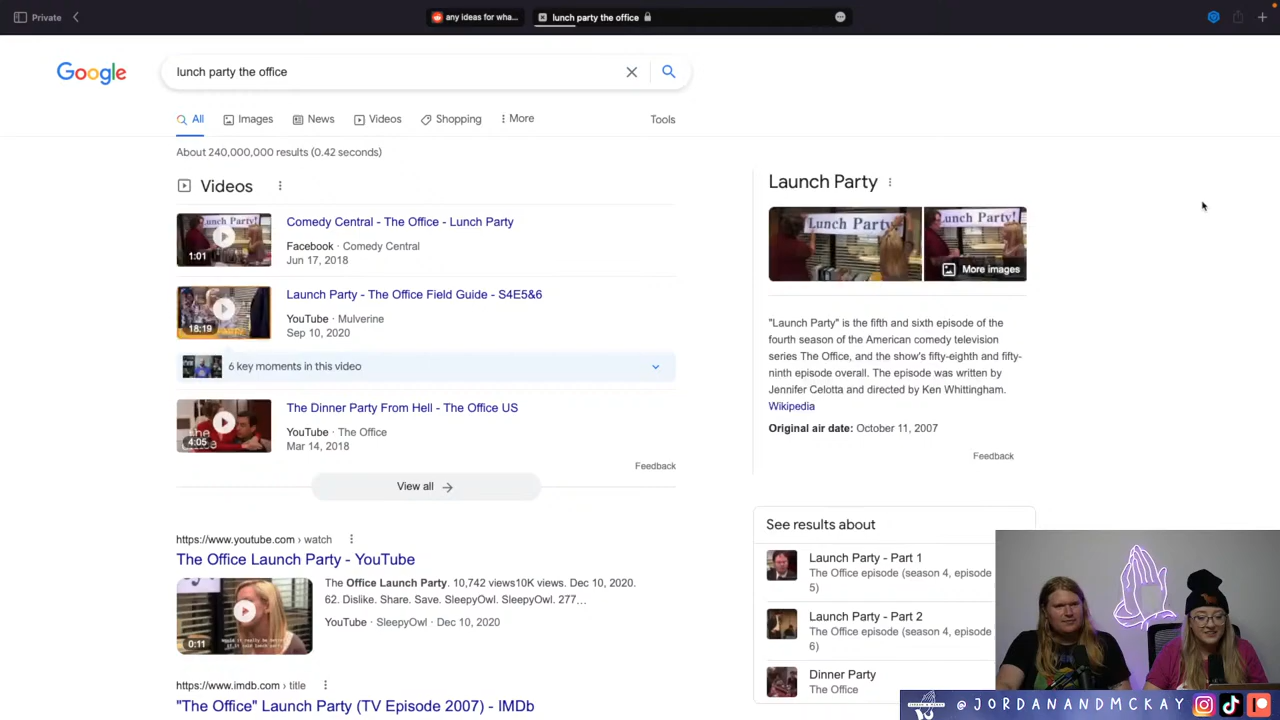 Private
any ideas for wha...
lunch party the office
Google
lunch party the office
All
Images
News
Videos
Shopping
More
Tools
About 240,000,000 results (0.42 seconds)
Videos
Comedy Central - The Office - Lunch Party
Facebook · Comedy Central
Jun 17, 2018
1:01
Launch Party - The Office Field Guide - S4E5&6
YouTube · Mulverine
Sep 10, 2020
18:19
6 key moments in this video
The Dinner Party From Hell - The Office US
YouTube · The Office
Mar 14, 2018
4:05
Feedback
View all
https://www.youtube.com › watch
The Office Launch Party - YouTube
The Office Launch Party. 10,742 views10K views. Dec 10, 2020.
62. Dislike. Share. Save. SleepyOwl. SleepyOwl. 277...
YouTube · SleepyOwl · Dec 10, 2020
0:11
https://www.imdb.com › title
"The Office" Launch Party (TV Episode 2007) - IMDb
Launch Party
Launch Party!
More images
"Launch Party" is the fifth and sixth episode of the
fourth season of the American comedy television
series The Office, and the show's fifty-eighth and fifty-
ninth episode overall. The episode was written by
Jennifer Celotta and directed by Ken Whittingham.
Wikipedia
Original air date: October 11, 2007
Feedback
See results about
Launch Party - Part 1
The Office episode (season 4, episode
5)
Launch Party - Part 2
The Office episode (season 4, episode
6)
Dinner Party
The Office
@JORDANANDMCKAY